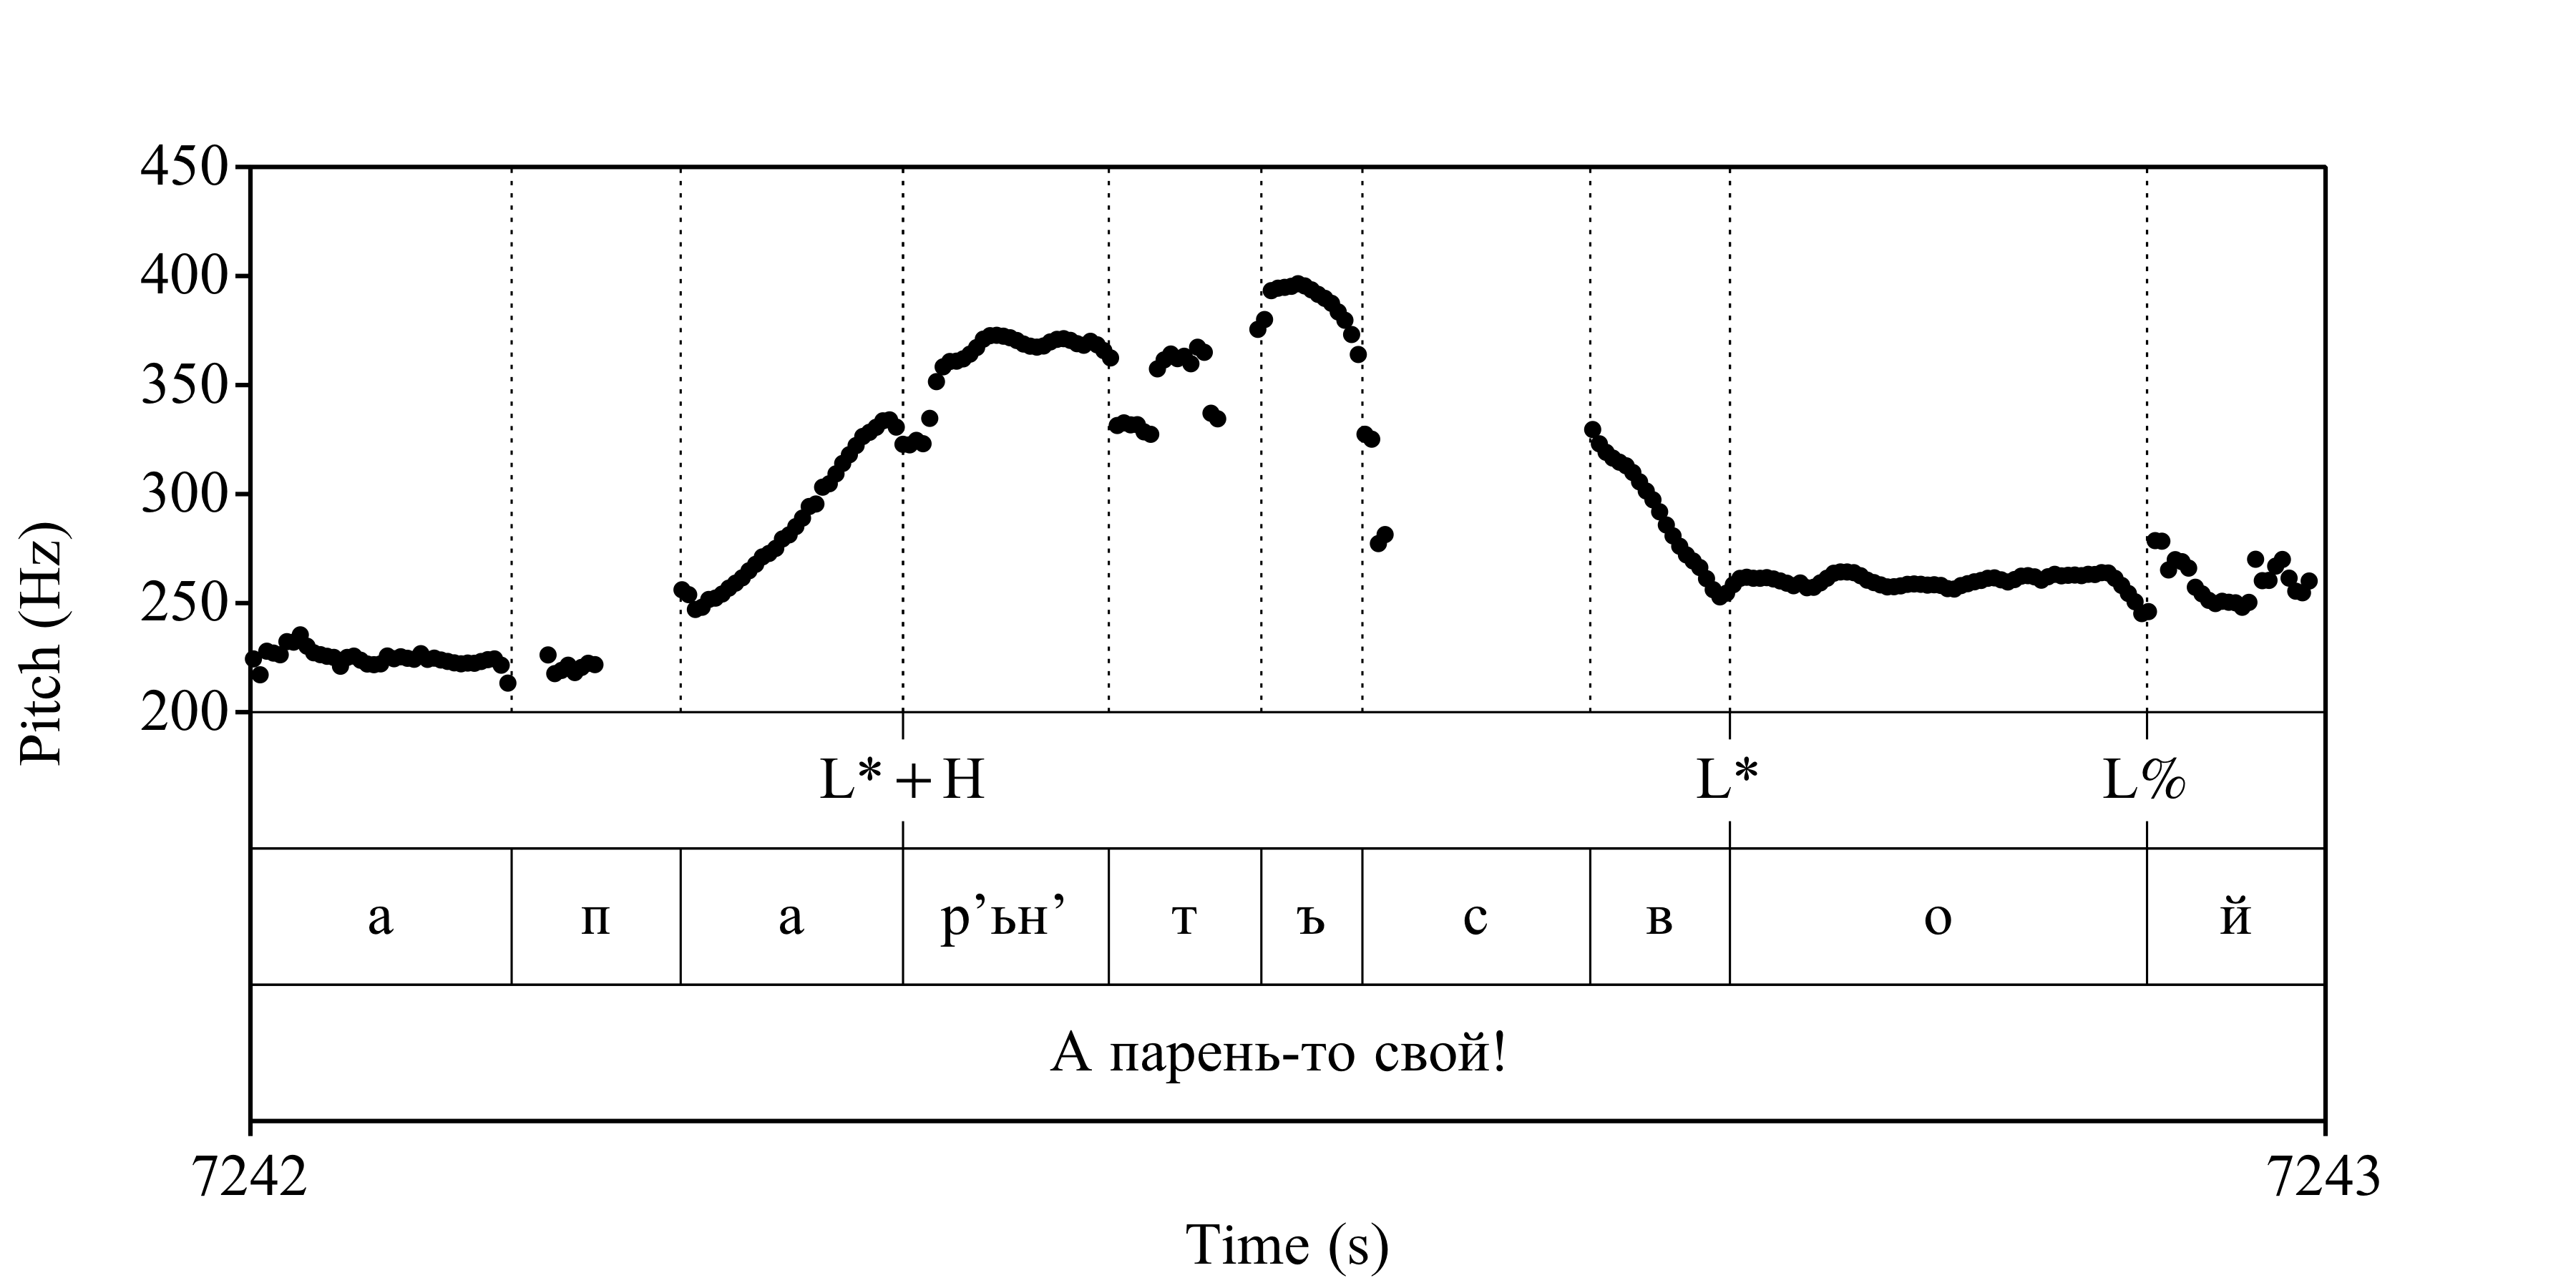 450
400
350
300
250
200
Pitch (Hz)
L* + H L* L%
а п а р’ьн’ т ъ с в о й
А парень-то свой!
7242 7243
Time (s)